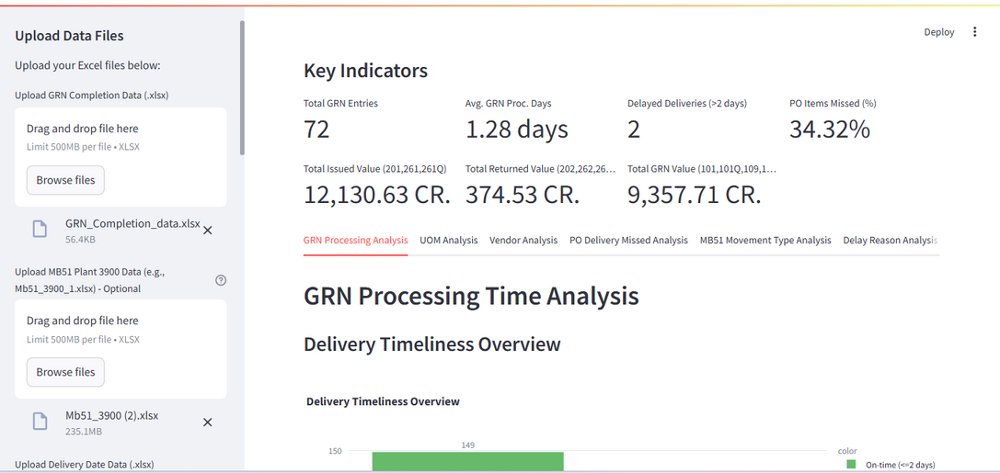 Upload Data Files
Upload your Excel files below:
Upload GRN Completion Data (.xlsx)
Drag and drop file here
Limit 500MB per file • XLSX
Browse files
GRN_Completion_data.xlsx
56.4KB
Upload MB51 Plant 3900 Data (e.g.,
Mb51_3900_1.xlsx) - Optional
Drag and drop file here
Limit 500MB per file • XLSX
Browse files
Mb51_3900 (2).xlsx
235.1MB
Upload Delivery Date Data (.xlsx)
Deploy
Key Indicators
Total GRN Entries
72
Avg. GRN Proc. Days
1.28 days
Delayed Deliveries (>2 days)
2
PO Items Missed (%)
34.32%
Total Issued Value (201,261,261Q)
12,130.63 CR.
Total Returned Value (202,262,26...
374.53 CR.
Total GRN Value (101,101Q,109,1...
9,357.71 CR.
GRN Processing Analysis
UOM Analysis
Vendor Analysis
PO Delivery Missed Analysis
MB51 Movement Type Analysis
Delay Reason Analysis
GRN Processing Time Analysis
Delivery Timeliness Overview
Delivery Timeliness Overview
149
150
color
On-time (<=2 days)